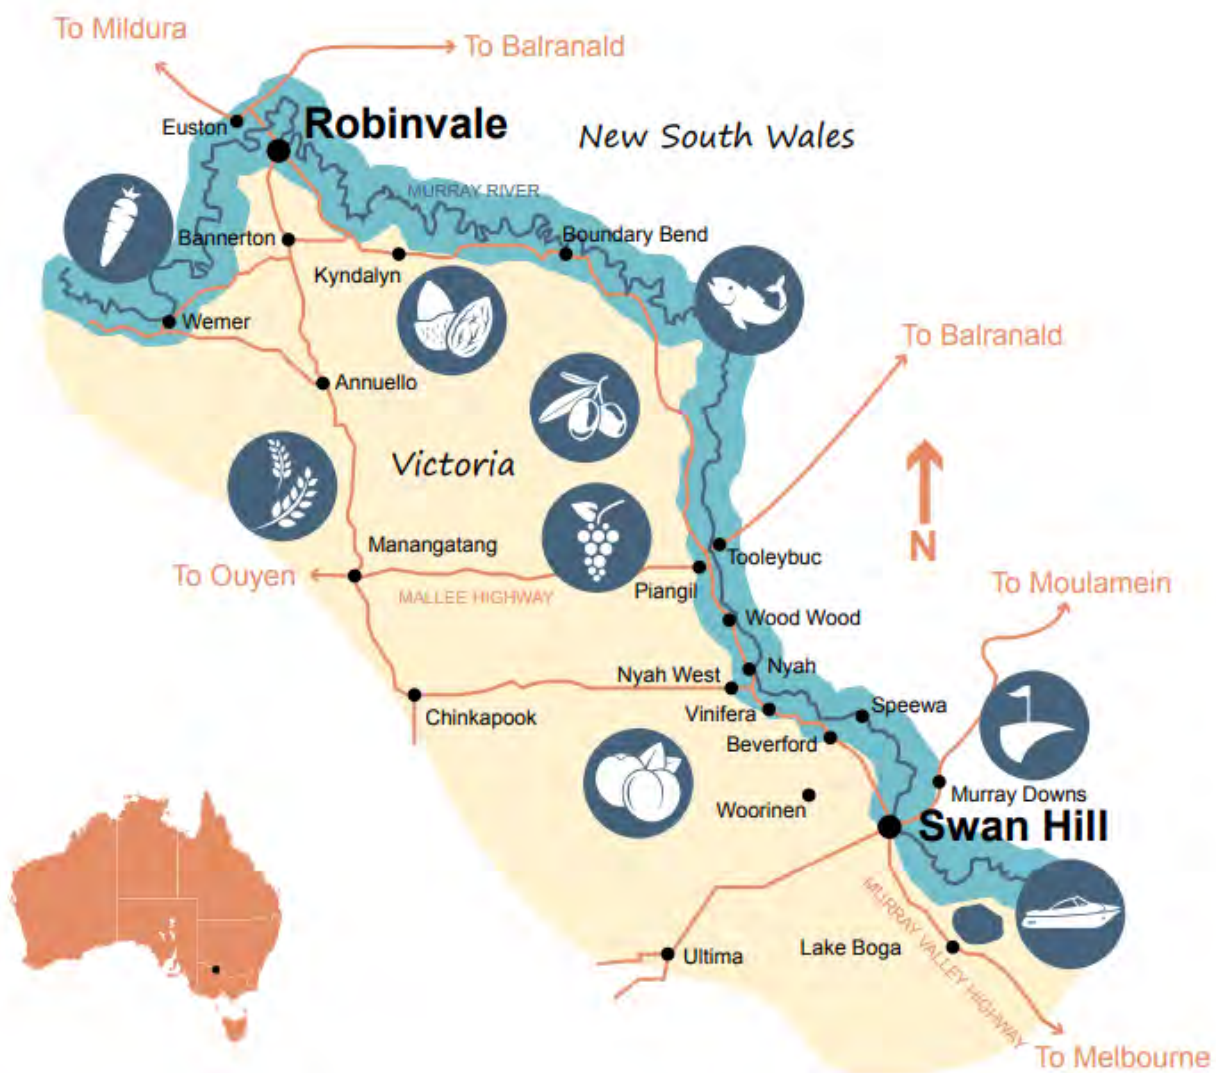 To Mildura
To Balranald
Euston
Robinvale
New South Wales
MURRAY RIVER
Bannerton
Boundary Bend
Kyndalyn
Wemer
To Balranald
Annuello
Victoria
N
Manangatang
Tooleybuc
To Ouyen
MALLEE HIGHWAY
Piangil
To Moulamein
Wood Wood
Nyah West
Nyah
Chinkapook
Vinifera
Speewa
Beverford
Woorinen
Murray Downs
Swan Hill
MURRAY VALLEY HIGHWAY
Ultima
Lake Boga
To Melbourne